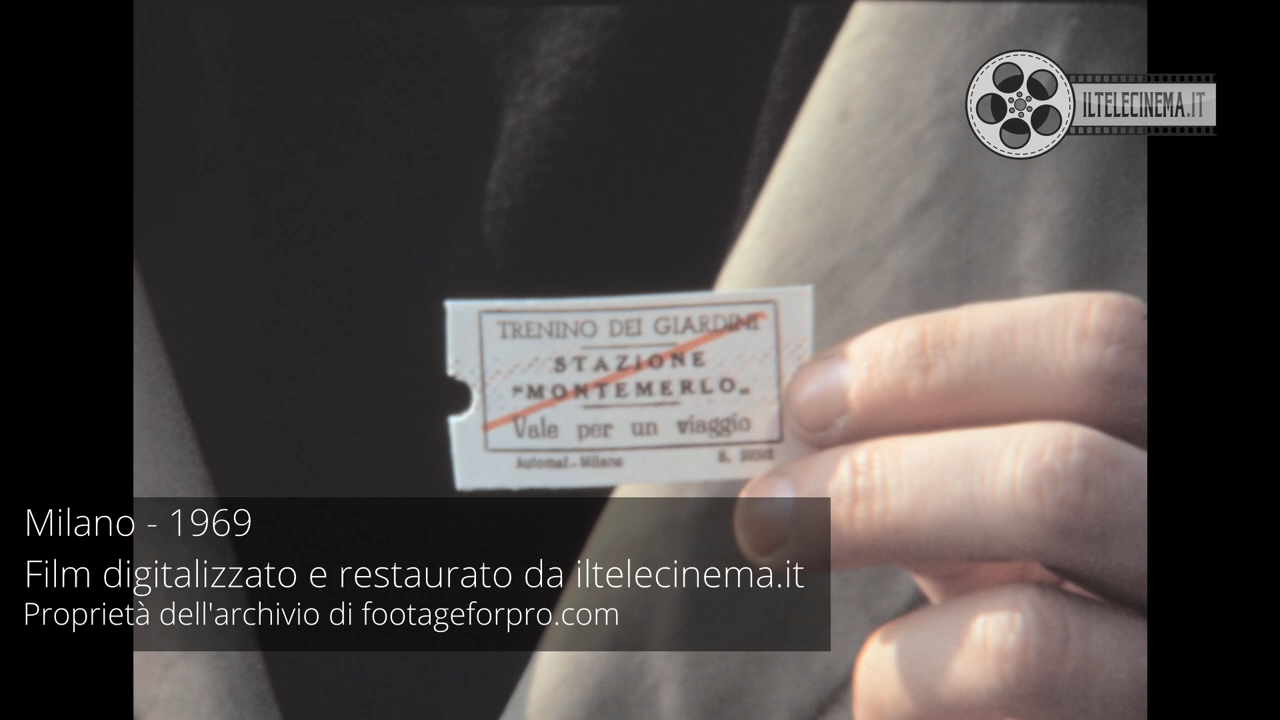 ILTELECINEMA.IT
TRENINO DEI GIARDINI
STAZIONE
"MONTEMERLO"
Vale per un viaggio
Automat.-Milano
Milano - 1969
Film digitalizzato e restaurato da iltelecinema.it
Proprietà dell'archivio di footageforpro.com